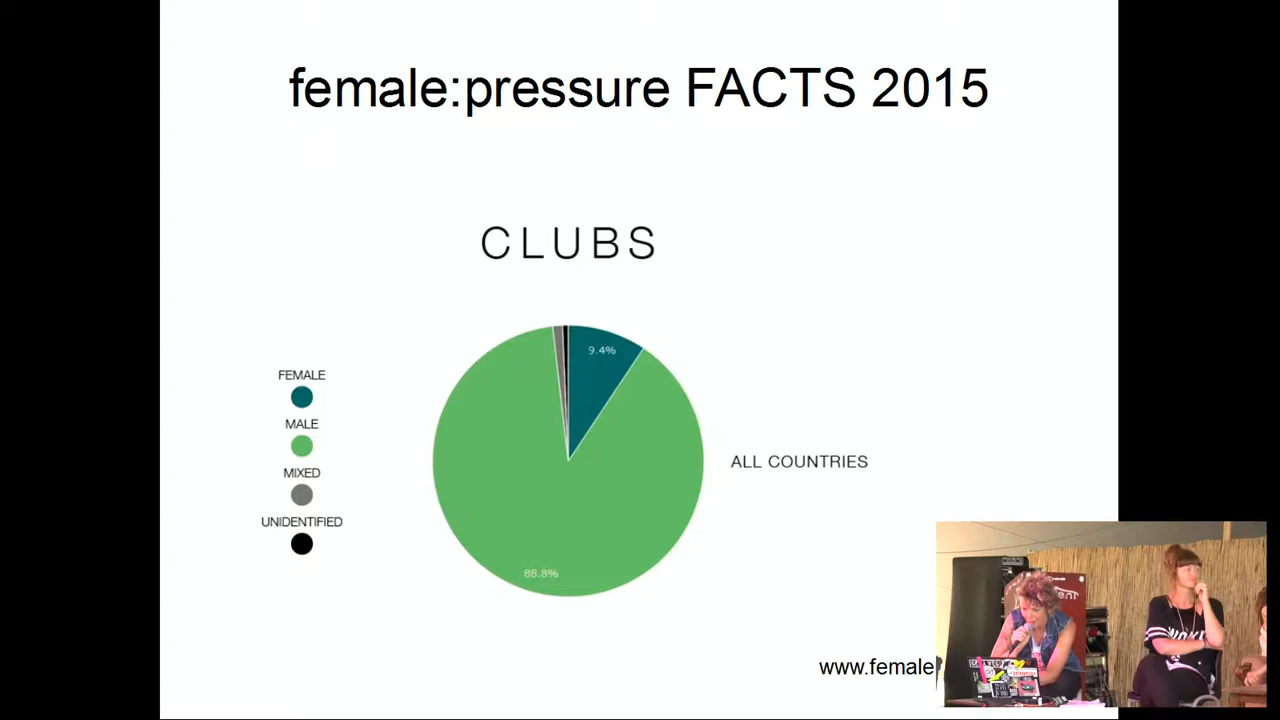 female:pressure FACTS 2015
CLUBS
9.4%
FEMALE
MALE
MIXED
UNIDENTIFIED
ALL COUNTRIES
88.8%
www.female